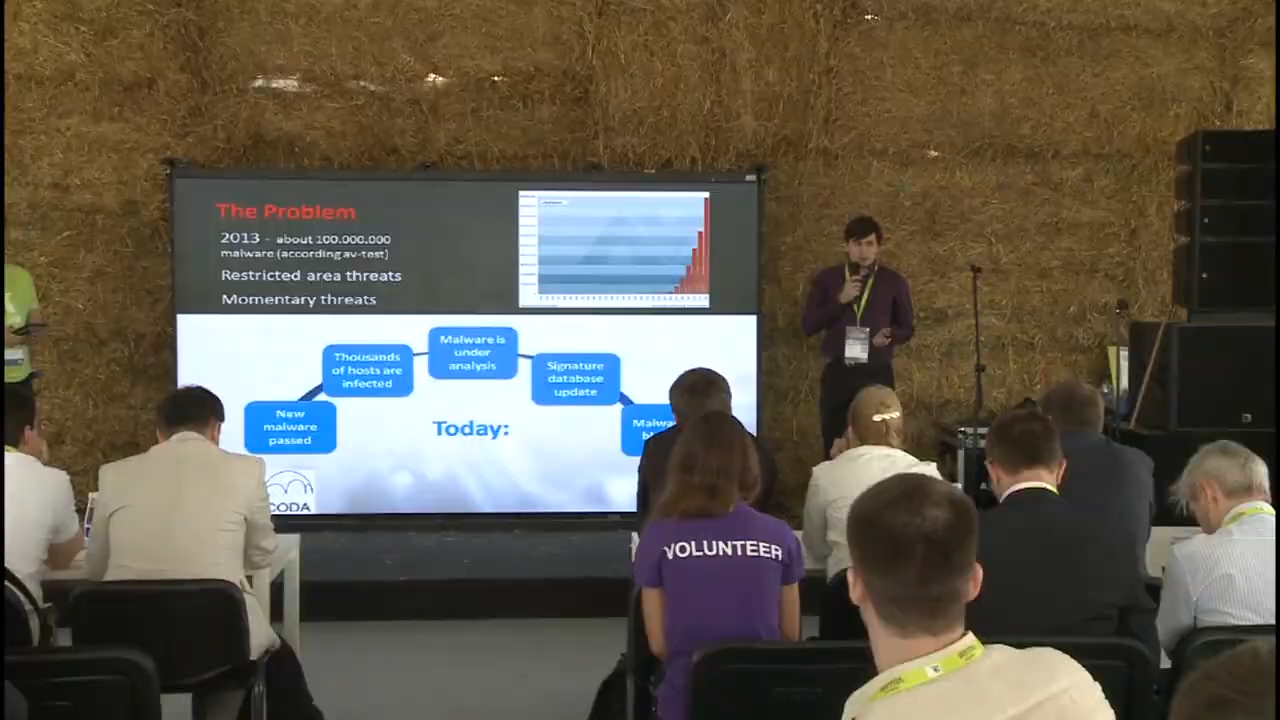 The Problem
2013 - about 100.000.000
malware (according av-test)
Restricted area threats
Momentary threats
Malware is
under
analysis
Thousands
of hosts are
infected
Signature
database
update
New
malware
passed
Today:
CODA
VOLUNTEER